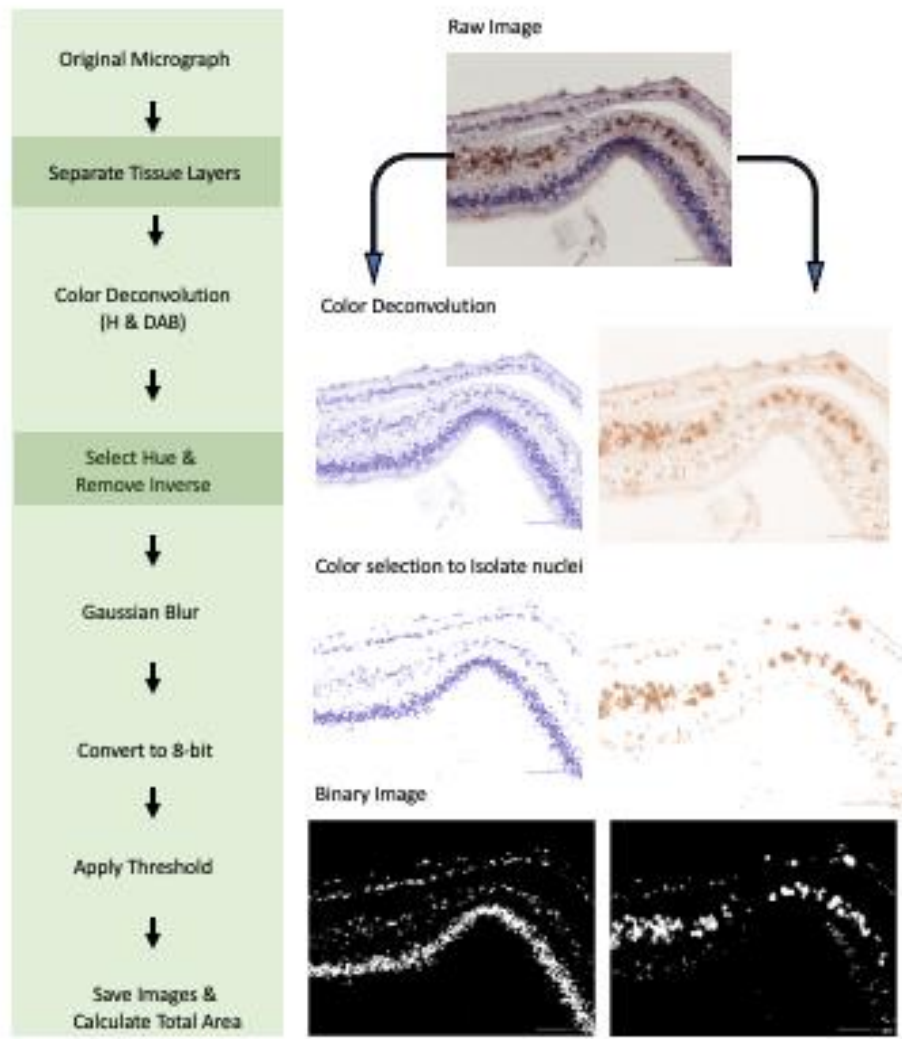 Original Micrograph
Separate Tissue Layers
Color Deconvolution
(H & DAB)
Select Hue &
Remove Inverse
Gaussian Blur
Convert to 8-bit
Apply Threshold
Save Images &
Calculate Total Area
Raw Image
Color Deconvolution
Color selection to Isolate nuclei
Binary Image